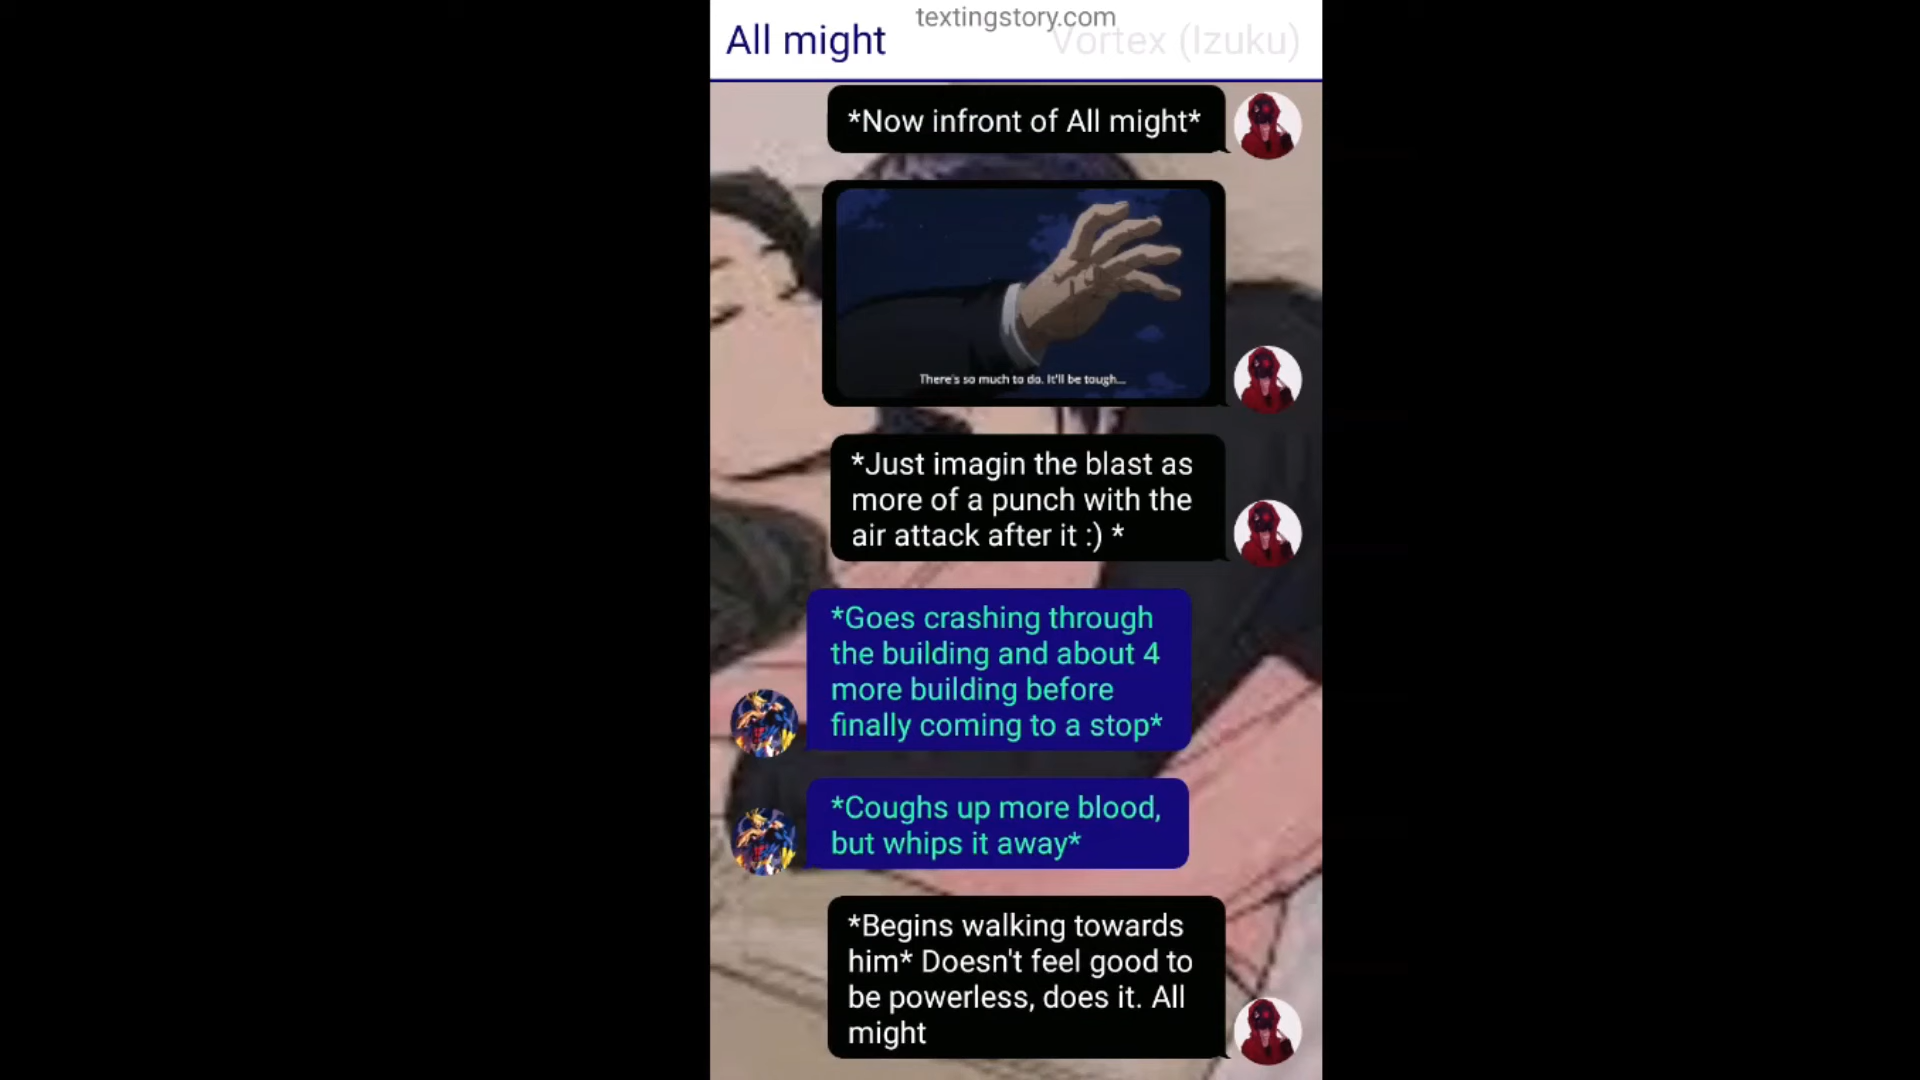 textingstory.com
All might
Vortex (Izuku)
*Now infront of All might*
There's so much to do. It'll be tough...
*Just imagin the blast as
more of a punch with the
air attack after it :) *
*Goes crashing through
the building and about 4
more building before
finally coming to a stop*
*Coughs up more blood,
but whips it away*
*Begins walking towards
him* Doesn't feel good to
be powerless, does it. All
might